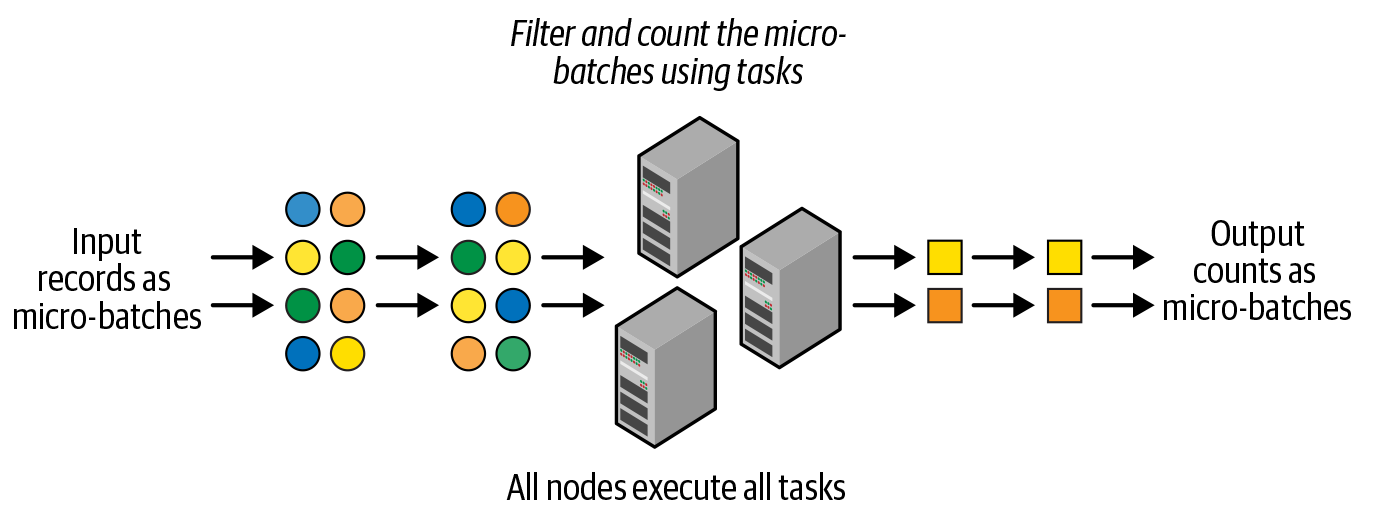 Filter and count the micro-
batches using tasks
Input
records as
micro-batches
Output
counts as
micro-batches
All nodes execute all tasks